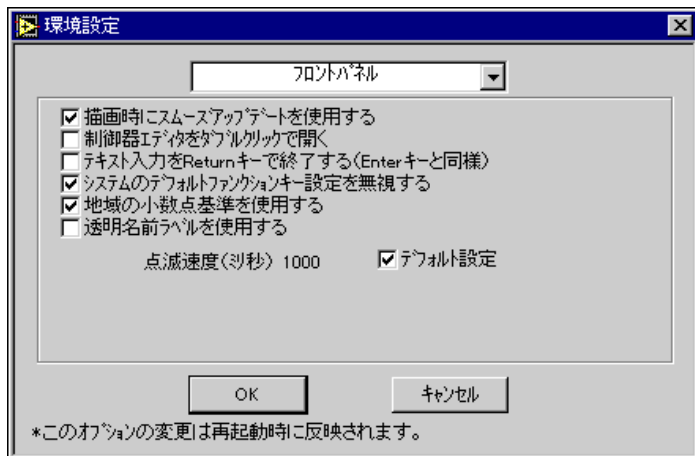 環境設定
フロントパネル
描画時にスムーズアップデートを使用する
制御器エディタをダブルクリックで開く
テキスト入力をReturnキーで終了する(Enterキーと同様)
システムのデフォルトファンクションキー設定を無視する
地域の小数点基準を使用する
透明名前ラベルを使用する
点滅速度(ミリ秒) 1000 デフォルト設定
OK キャンセル
*このオプションの変更は再起動時に反映されます。